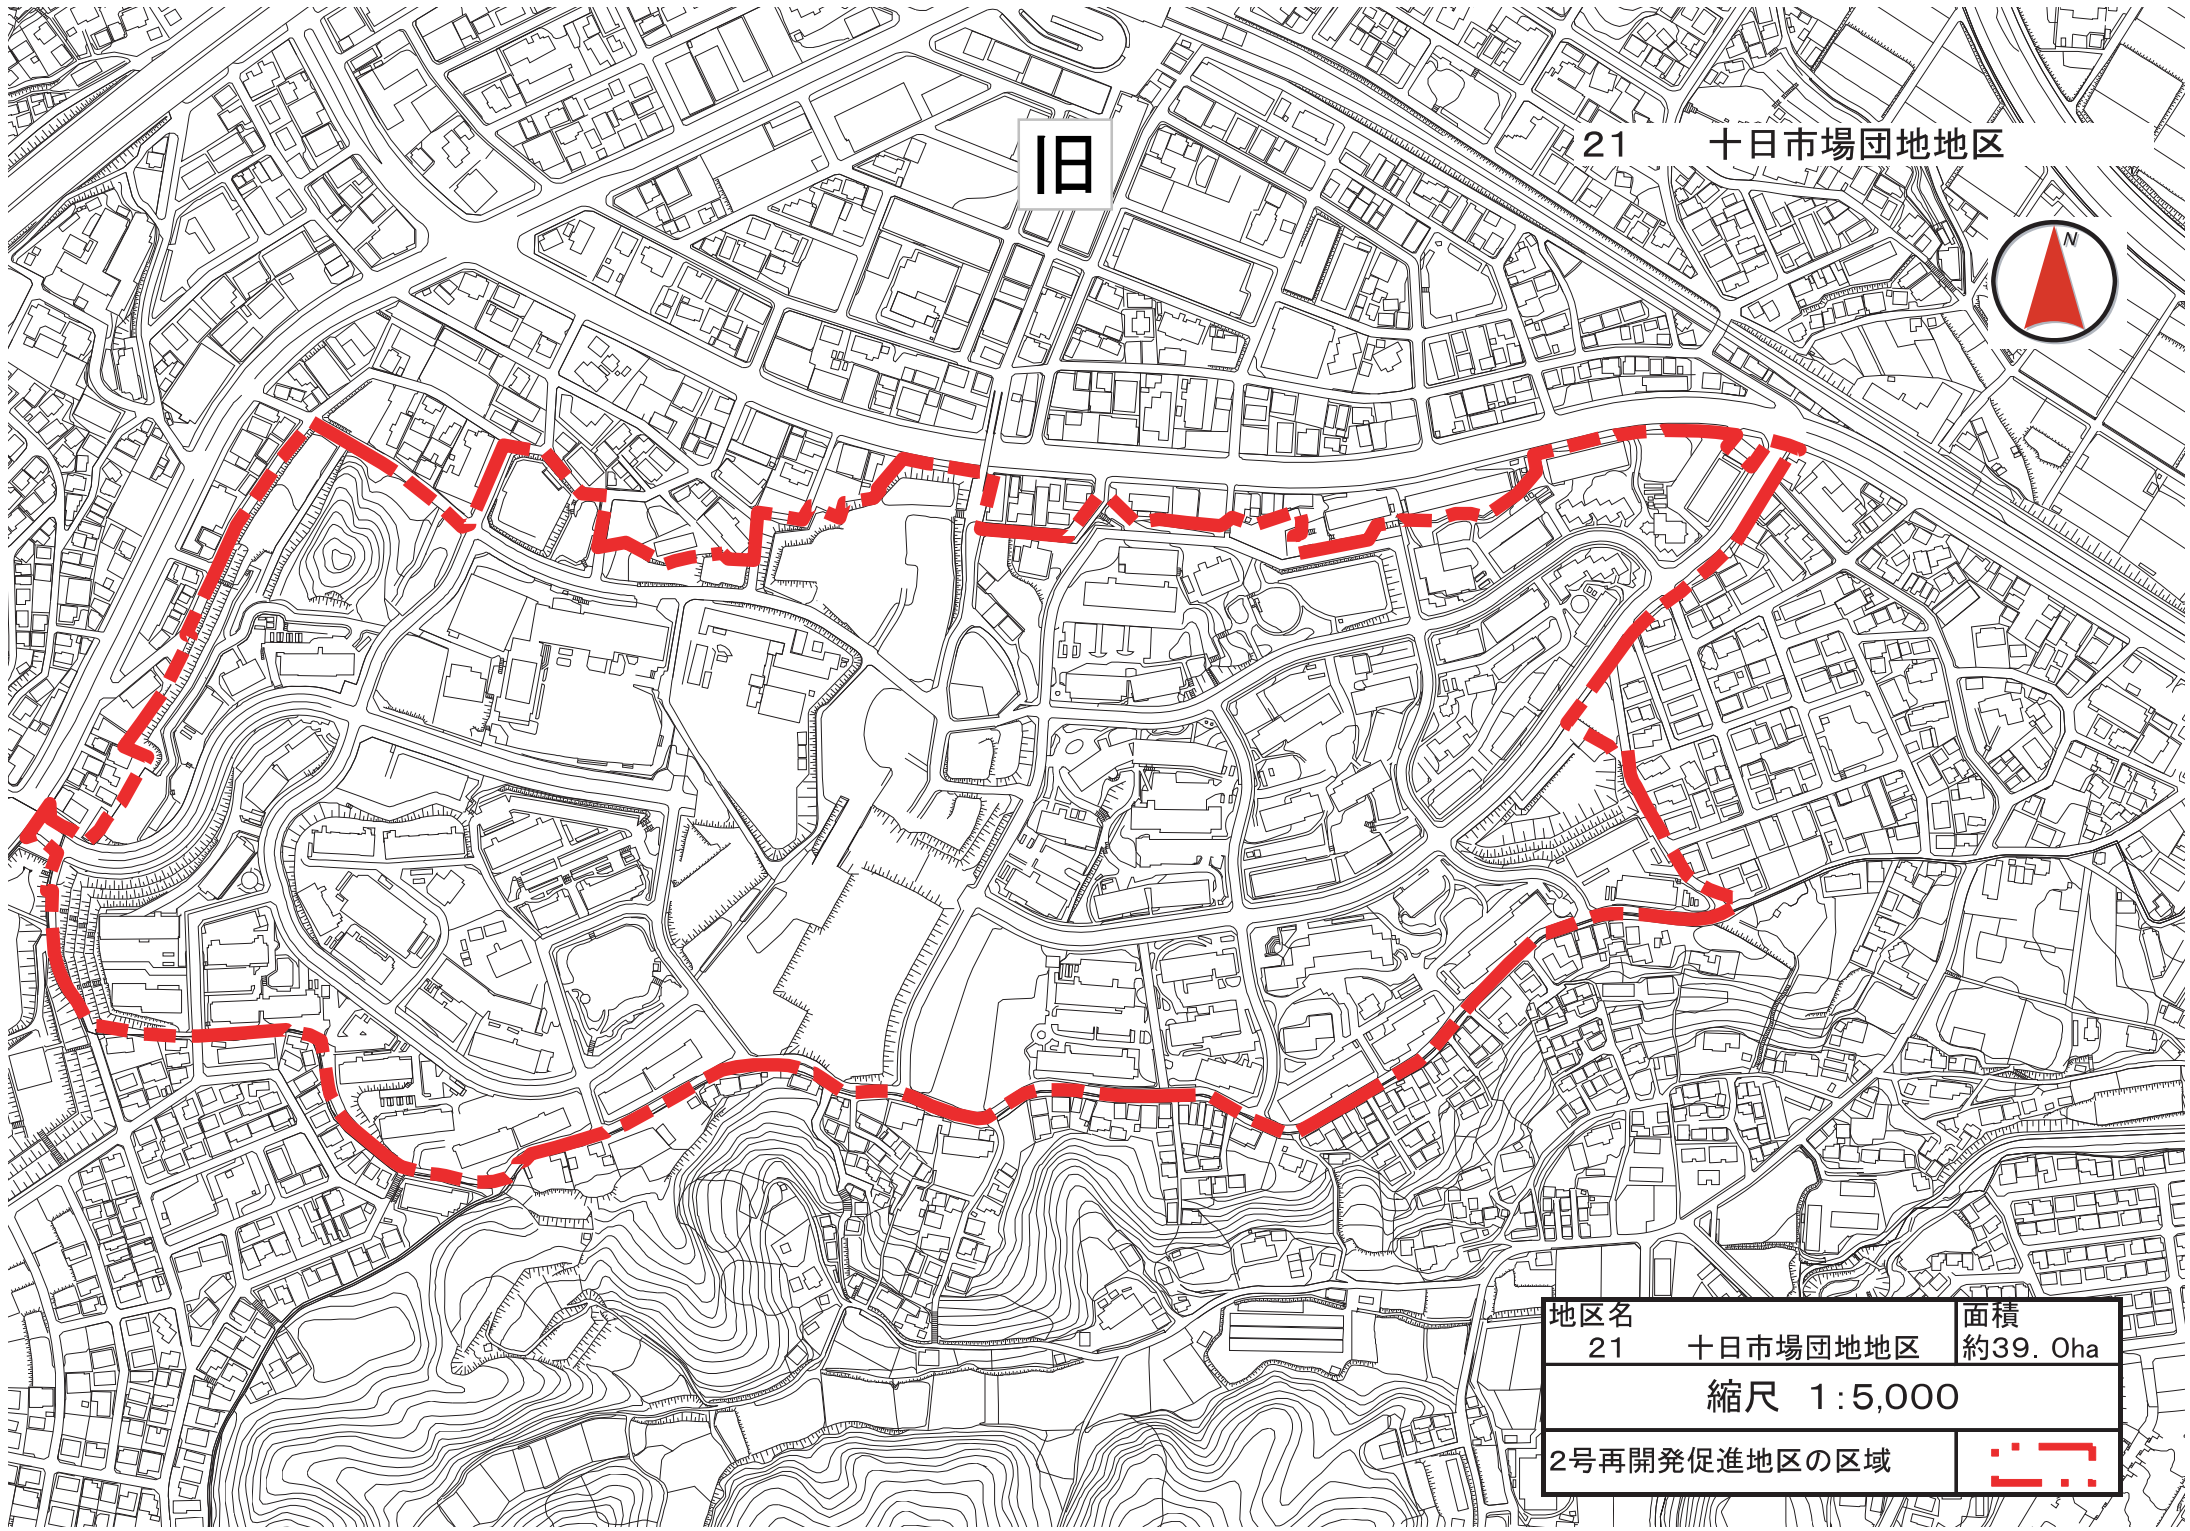 旧
21 十日市場団地地区
N
地区名
21 十日市場団地地区
面積
約39.0ha
縮尺 1:5,000
2号再開発促進地区の区域